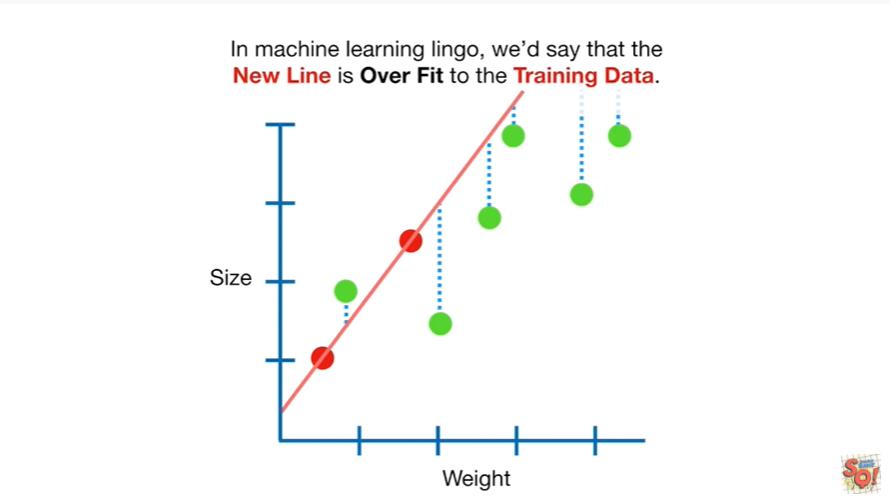 In machine learning lingo, we’d say that the
New Line is Over Fit to the Training Data.
Size
Weight